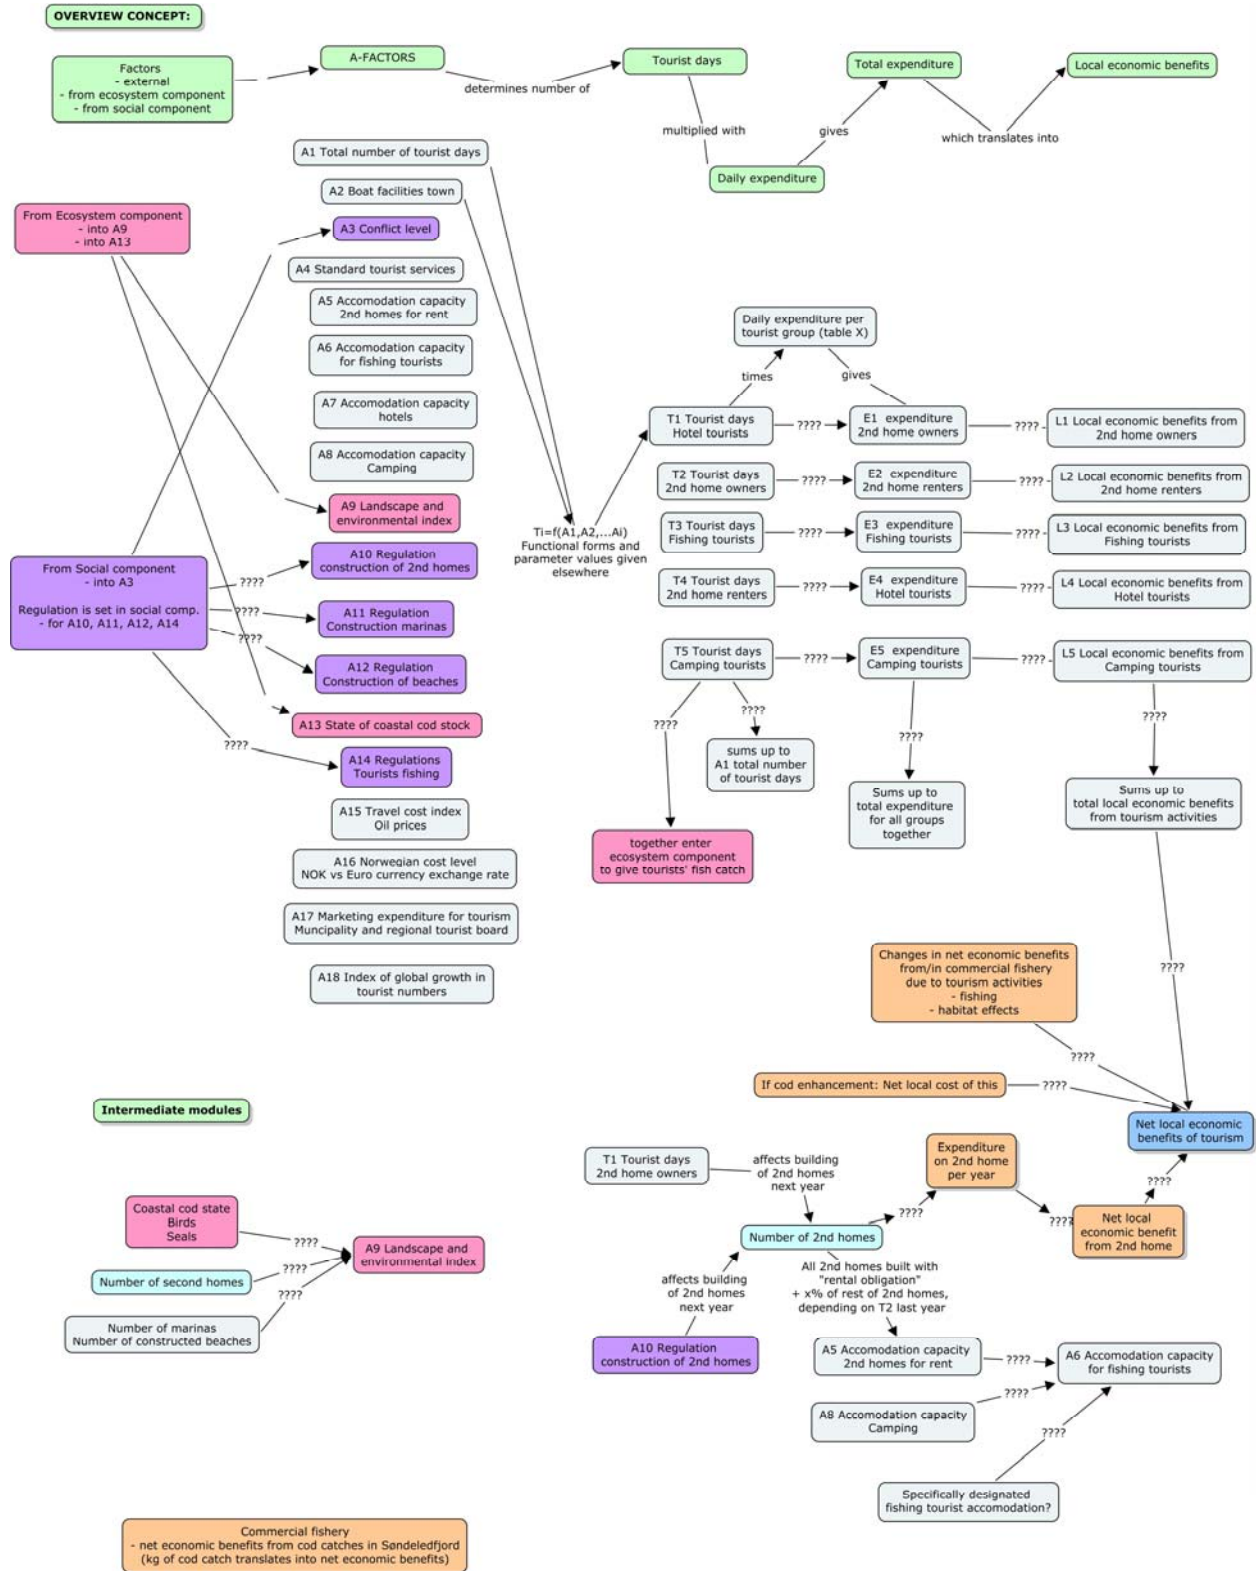 OVERVIEW CONCEPT:
Factors
- external
- from ecosystem component
- from social component
A-FACTORS
determines number of
Tourist days
multiplied with
Daily expenditure
gives
Total expenditure
which translates into
Local economic benefits
From Ecosystem component
- into A9
- into A13
From Social component
- into A3
Regulation is set in social comp.
- for A10, A11, A12, A14
????
????
????
????
A1 Total number of tourist days
A2 Boat facilities town
A3 Conflict level
A4 Standard tourist services
A5 Accomodation capacity
2nd homes for rent
A6 Accomodation capacity
for fishing tourists
A7 Accomodation capacity
hotels
A8 Accomodation capacity
Camping
A9 Landscape and
environmental index
A10 Regulation
construction of 2nd homes
A11 Regulation
Construction marinas
A12 Regulation
Construction of beaches
A13 State of coastal cod stock
A14 Regulations
Tourists fishing
A15 Travel cost index
Oil prices
A16 Norwegian cost level
NOK vs Euro currency exchange rate
A17 Marketing expenditure for tourism
Muncipality and regional tourist board
A18 Index of global growth in
tourist numbers
Ti=f(A1,A2,...Ai)
Functional forms and
parameter values given
elsewhere
Daily expenditure per
tourist group (table X)
times
gives
T1 Tourist days
Hotel tourists
????
E1 expenditure
2nd home owners
????
L1 Local economic benefits from
2nd home owners
T2 Tourist days
2nd home owners
????
E2 expenditure
2nd home renters
????
L2 Local economic benefits from
2nd home renters
T3 Tourist days
Fishing tourists
????
E3 expenditure
Fishing tourists
????
L3 Local economic benefits from
Fishing tourists
T4 Tourist days
2nd home renters
????
E4 expenditure
Hotel tourists
????
L4 Local economic benefits from
Hotel tourists
T5 Tourist days
Camping tourists
????
E5 expenditure
Camping tourists
????
L5 Local economic benefits from
Camping tourists
????
????
????
????
sums up to
A1 total number
of tourist days
Sums up to
total expenditure
for all groups
together
Sums up to
total local economic benefits
from tourism activities
together enter
ecosystem component
to give tourists' fish catch
????
Changes in net economic benefits
from/in commercial fishery
due to tourism activities
- fishing
- habitat effects
????
If cod enhancement: Net local cost of this
????
Net local economic
benefits of tourism
Intermediate modules
Coastal cod state
Birds
Seals
????
Number of second homes
????
Number of marinas
Number of constructed beaches
????
A9 Landscape and
environmental index
T1 Tourist days
2nd home owners
affects building
of 2nd homes
next year
Expenditure
on 2nd home
per year
????
????
????
Net local
economic benefit
from 2nd home
Number of 2nd homes
affects building
of 2nd homes
next year
All 2nd homes built with
"rental obligation"
+ x% of rest of 2nd homes,
depending on T2 last year
A10 Regulation
construction of 2nd homes
A5 Accomodation capacity
2nd homes for rent
????
A6 Accomodation capacity
for fishing tourists
????
A8 Accomodation capacity
Camping
????
Specifically designated
fishing tourist accomodation?
Commercial fishery
- net economic benefits from cod catches in Søndeledfjord
(kg of cod catch translates into net economic benefits)